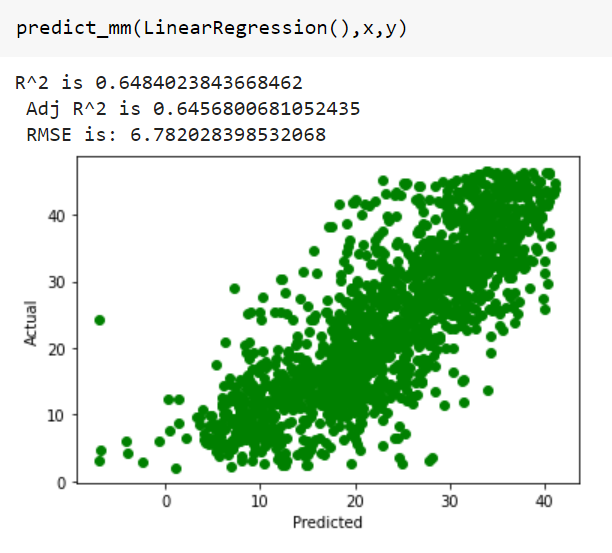 predict_mm(LinearRegression(),x,y)
R^2 is 0.6484023843668462
Adj R^2 is 0.6456800681052435
RMSE is: 6.782028398532068
40
30
20
10
0
Actual
0 10 20 30 40
Predicted